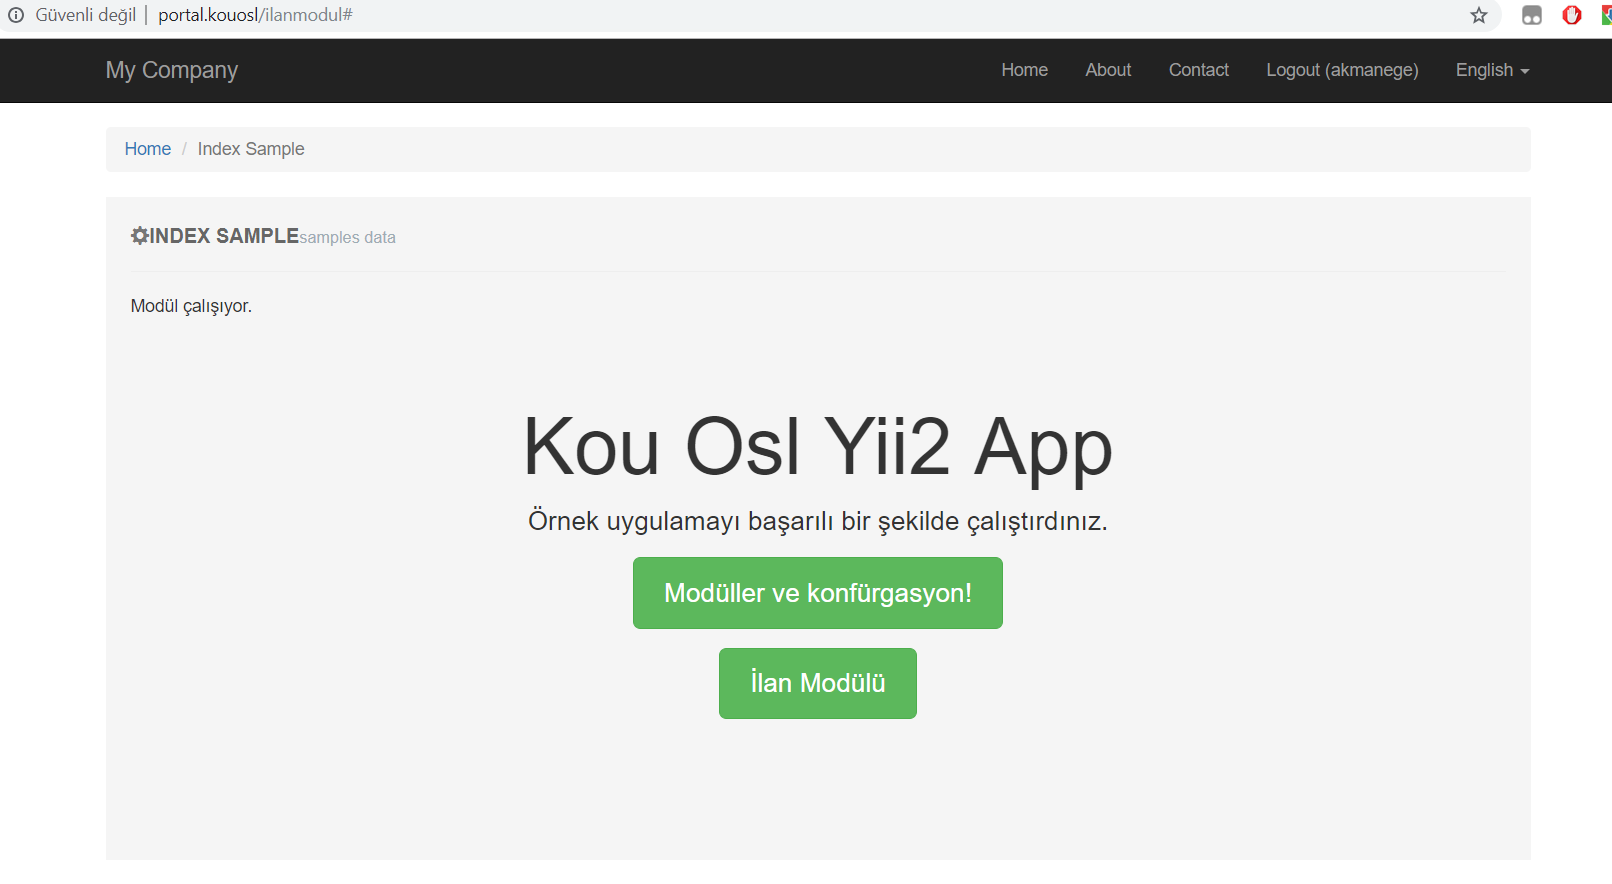 Güvenli değil | portal.kouosl/ilanmodul#
My Company Home About Contact Logout (akmanege) English
Home / Index Sample
INDEX SAMPLEsamples data
Modül çalışıyor.
Kou Osl Yii2 App
Örnek uygulamayı başarılı bir şekilde çalıştırdınız.
Modüller ve konfürgasyon!
İlan Modülü